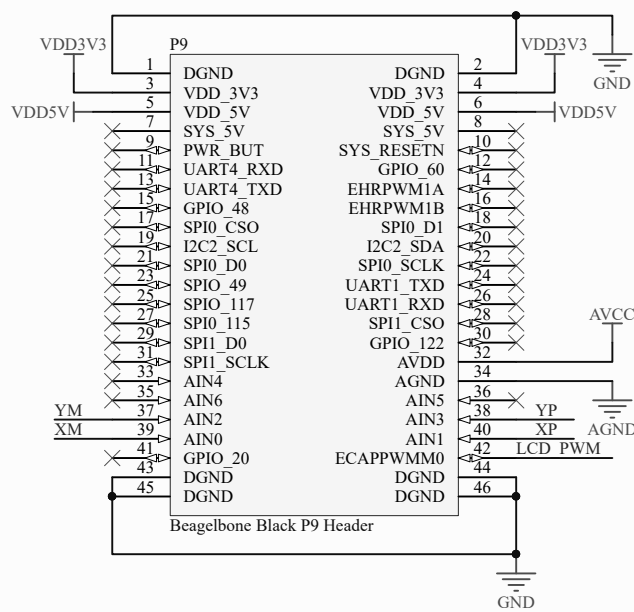 VDD3V3
P9
VDD3V3
GND
1 DGND DGND 2
3 VDD_3V3 VDD_3V3 4
VDD5V 5 VDD_5V VDD_5V 6 VDD5V
7 SYS_5V SYS_5V 8
9 PWR_BUT SYS_RESETN 10
11 UART4_RXD GPIO_60 12
13 UART4_TXD EHRPWM1A 14
15 GPIO_48 EHRPWM1B 16
17 SPI0_CSO SPI0_D1 18
19 I2C2_SCL I2C2_SDA 20
21 SPI0_D0 SPI0_SCLK 22
23 SPIO_49 UART1_TXD 24
25 SPIO_117 UART1_RXD 26
27 SPI0_115 SPI1_CSO 28
29 SPI1_D0 GPIO_122 30
AVCC
31 SPI1_SCLK AVDD 32
33 AIN4 AGND 34
35 AIN6 AIN5 36
YM 37 AIN2 AIN3 38 YP
XM 39 AIN0 AIN1 40 XP
AGND
41 GPIO_20 ECAPPWMM0 42 LCD_PWM
43 DGND DGND 44
45 DGND DGND 46
Beagelbone Black P9 Header
GND